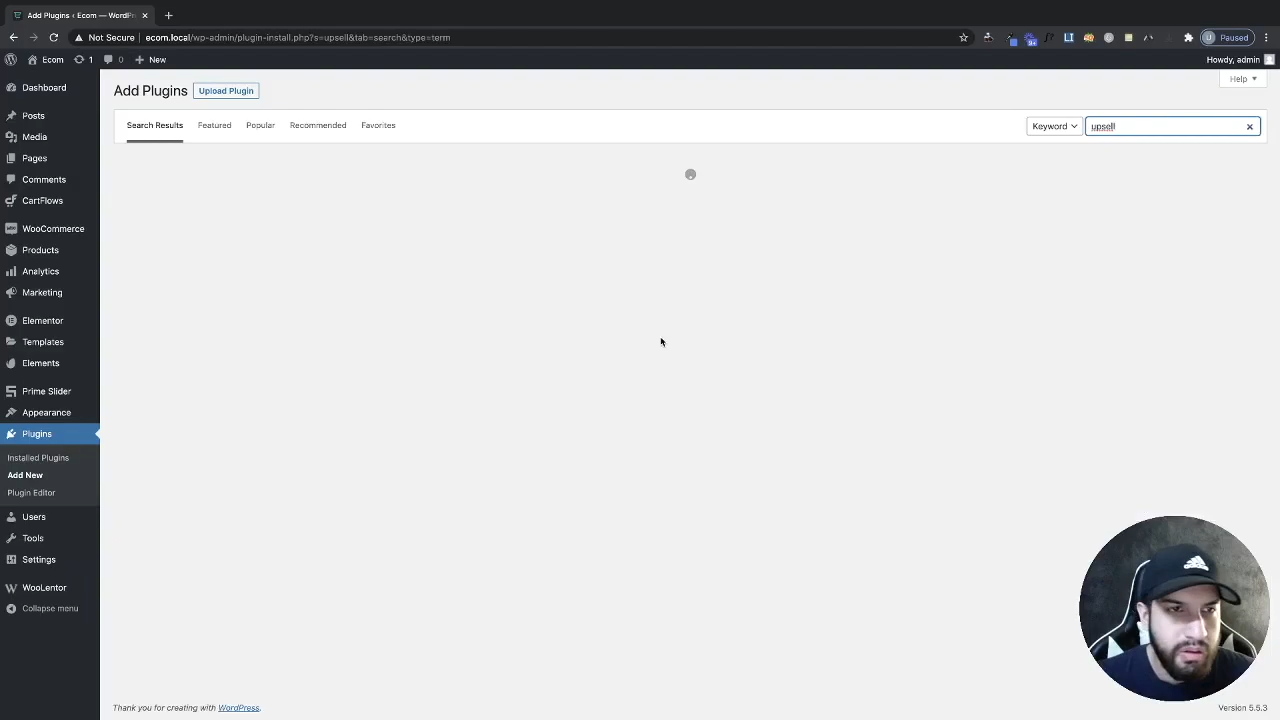 Add Plugins ‹ Ecom — WordPr
Not Secure ecom.local/wp-admin/plugin-install.php?s=upsell&tab=search&type=term
9+
LI
IJ Paused
Ecom 1 0 New Howdy, admin
Help
Add Plugins Upload Plugin
Search Results Featured Popular Recommended Favorites Keyword upsell
Dashboard
Posts
Media
Pages
Comments
CartFlows
WooCommerce
Products
Analytics
Marketing
Elementor
Templates
Elements
Prime Slider
Appearance
Plugins
Installed Plugins
Add New
Plugin Editor
Users
Tools
Settings
WooLentor
Collapse menu
Thank you for creating with WordPress. Version 5.5.3